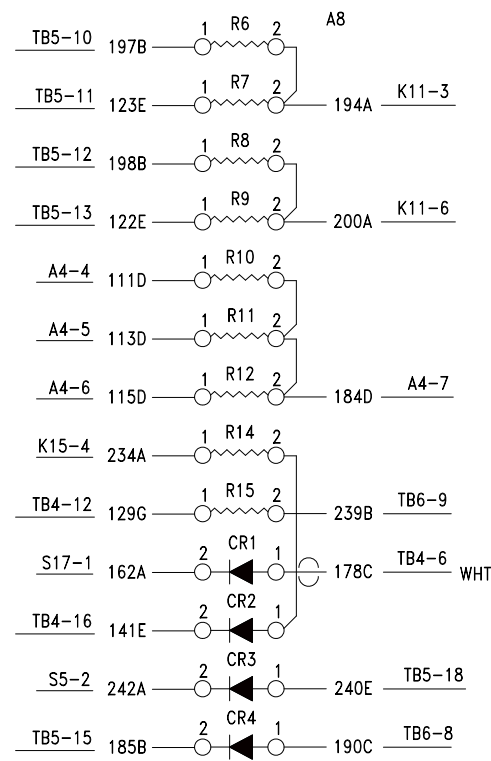 A8
TB5-10 197B 1 R6 2
TB5-11 123E 1 R7 2 194A K11-3
TB5-12 198B 1 R8 2
TB5-13 122E 1 R9 2 200A K11-6
A4-4 111D 1 R10 2
A4-5 113D 1 R11 2
A4-6 115D 1 R12 2 184D A4-7
K15-4 234A 1 R14 2
TB4-12 129G 1 R15 2 239B TB6-9
S17-1 162A 2 CR1 1 178C TB4-6 WHT
TB4-16 141E 2 CR2 1
S5-2 242A 2 CR3 1 240E TB5-18
TB5-15 185B 2 CR4 1 190C TB6-8